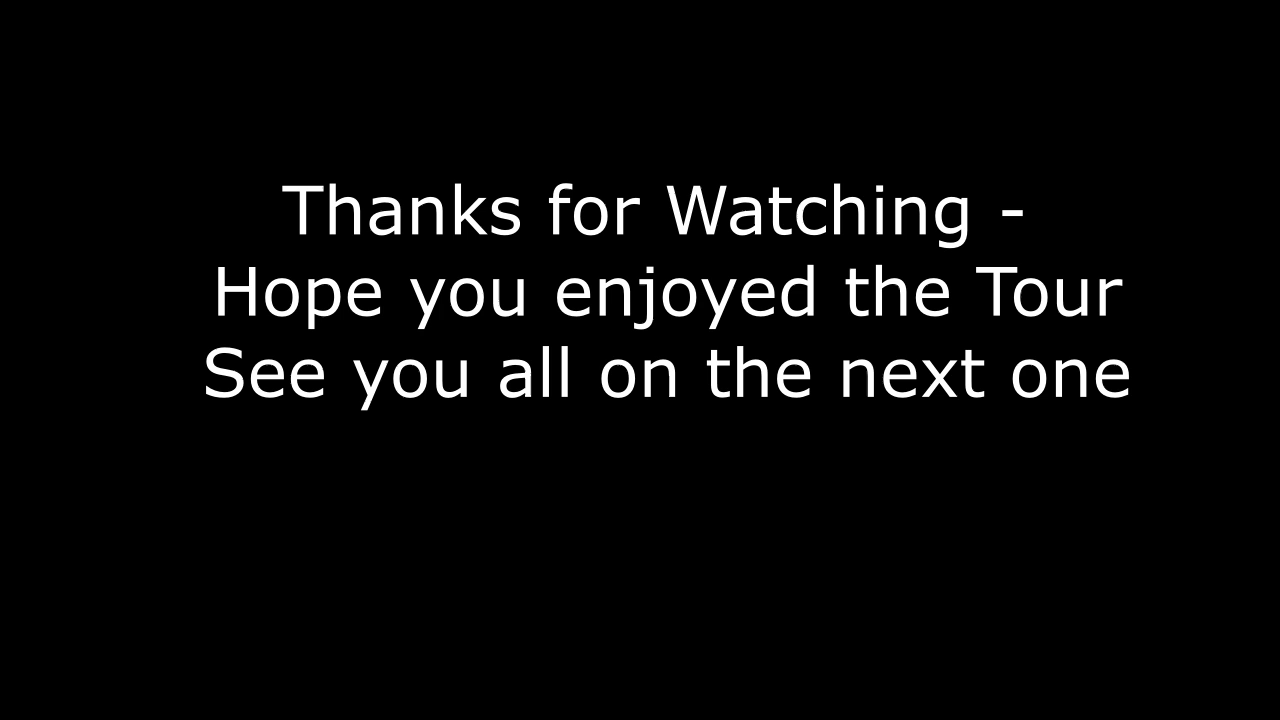 Thanks for Watching -
Hope you enjoyed the Tour
See you all on the next one